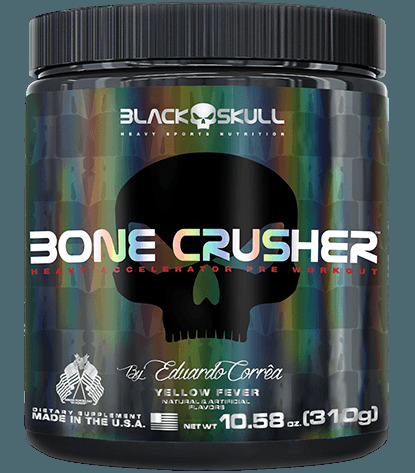 BLACK SKULL
HEAVY SPORTS NUTRITION
BONE CRUSHER™
HEAVY ACCELERATOR PRE WORKOUT
By Eduardo Corrêa
YELLOW FEVER
NATURAL & ARTIFICIAL
FLAVORS
DIETARY SUPPLEMENT
MADE IN THE U.S.A.
NET WT. 10.58 oz. (310g)